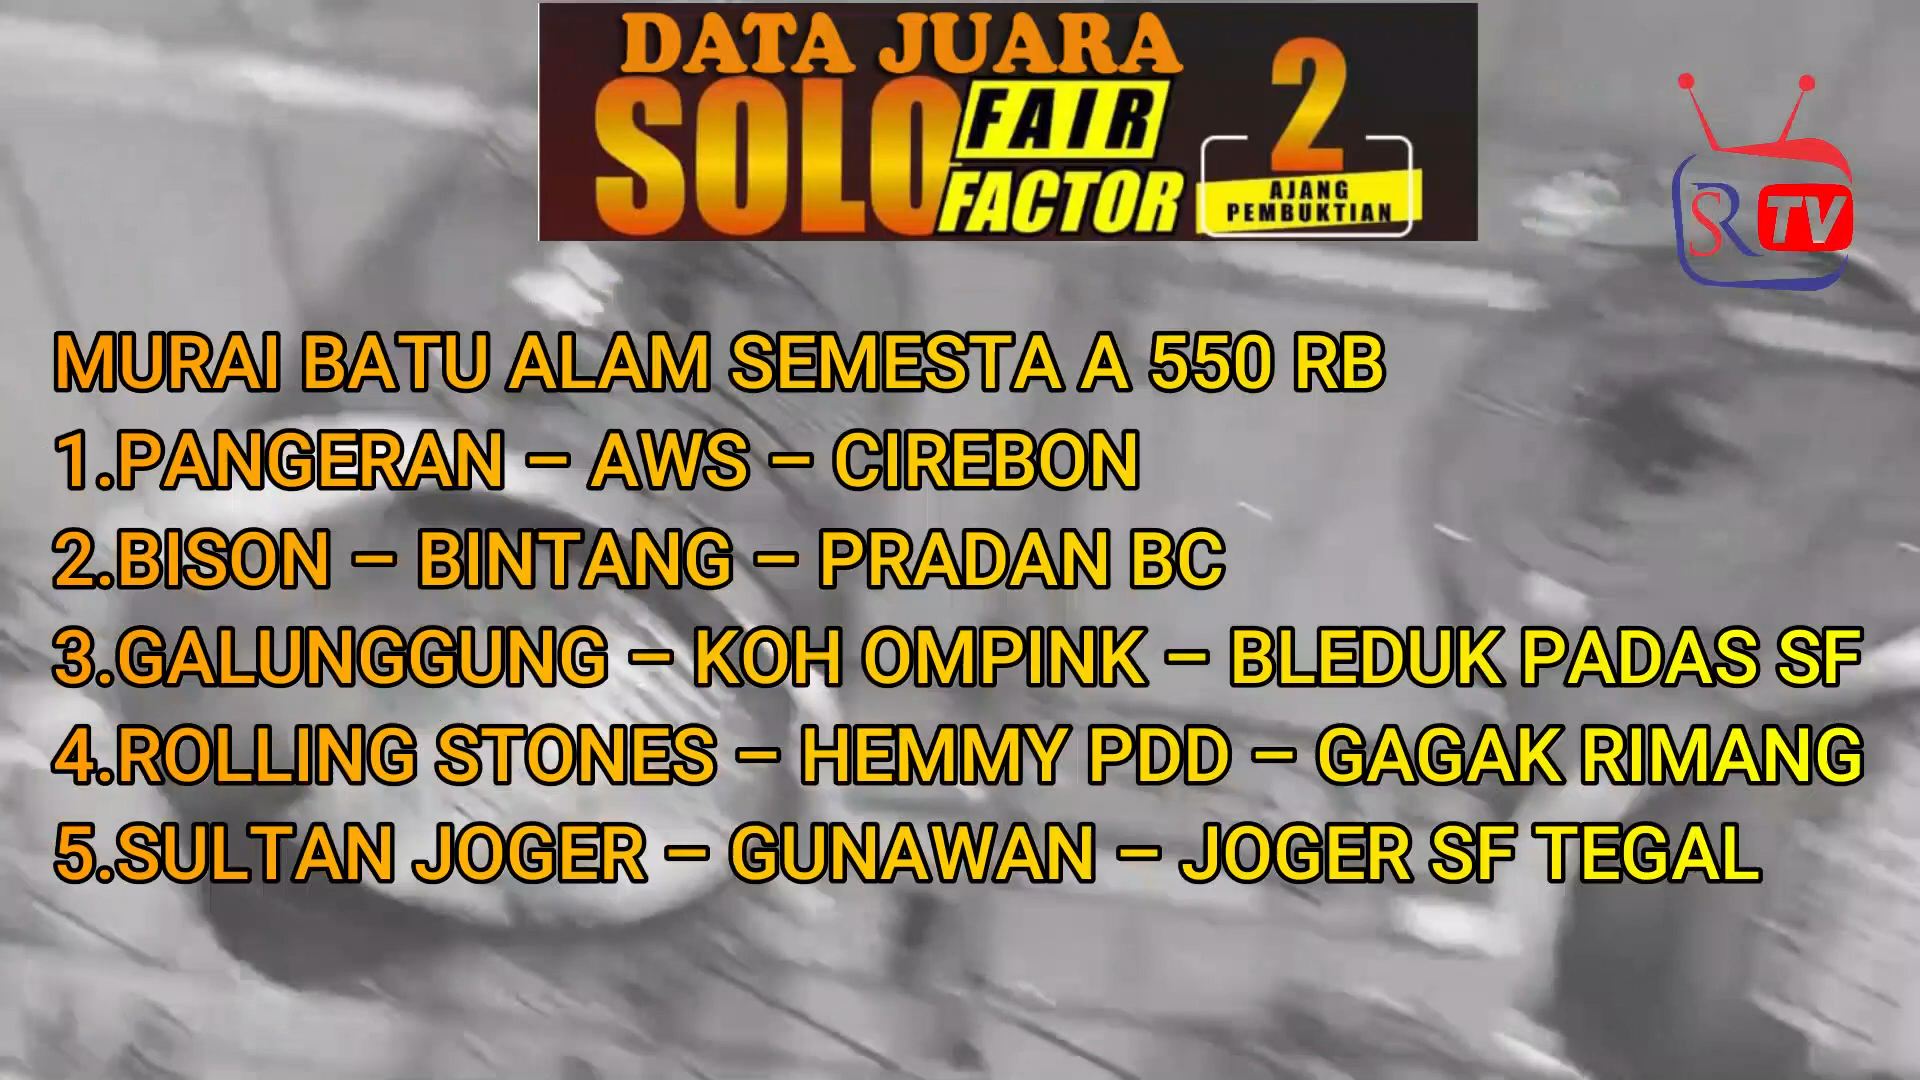 DATA JUARA
SOLO FAIR FACTOR 2
AJANG PEMBUKTIAN
SR TV
MURAI BATU ALAM SEMESTA A 550 RB
1.PANGERAN – AWS – CIREBON
2.BISON – BINTANG – PRADAN BC
3.GALUNGGUNG – KOH OMPINK – BLEDUK PADAS SF
4.ROLLING STONES – HEMMY PDD – GAGAK RIMANG
5.SULTAN JOGER – GUNAWAN – JOGER SF TEGAL